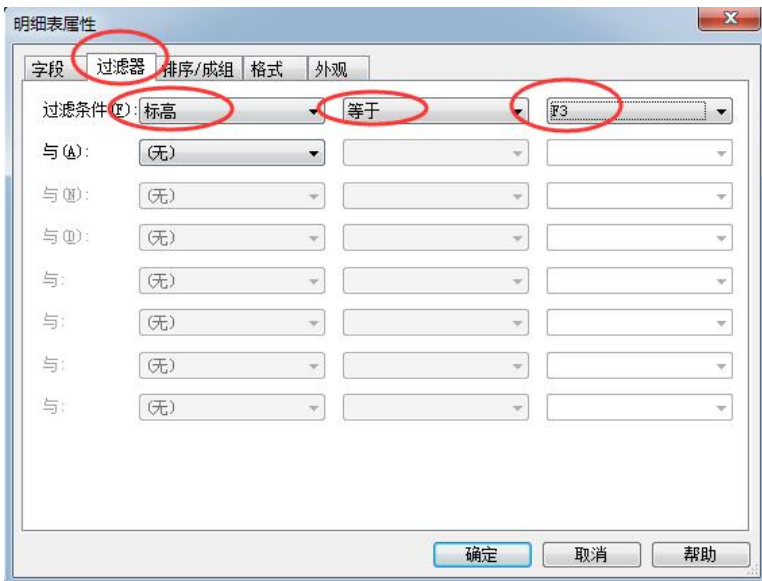 明细表属性
字段 过滤器 排序/成组 格式 外观
过滤条件(F): 标高 等于 F3
与(A): (无)
与(N): (无)
与(D): (无)
与: (无)
与: (无)
与: (无)
与: (无)
确定 取消 帮助